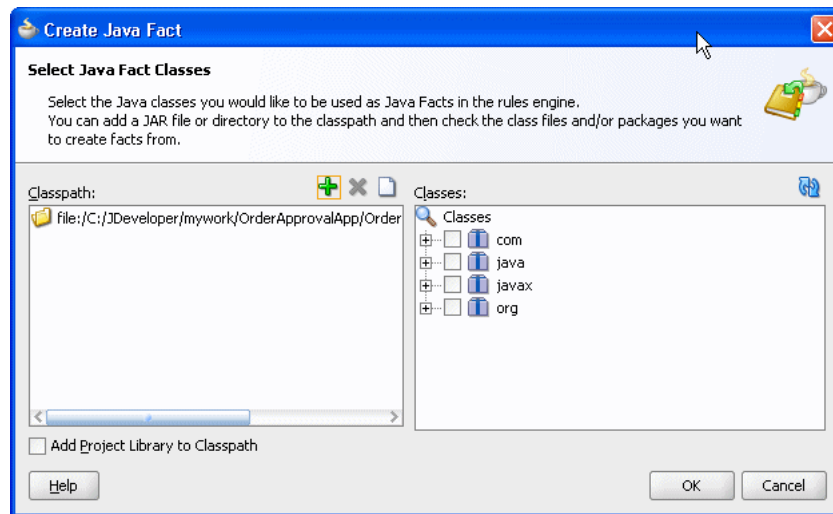 Create Java Fact
Select Java Fact Classes
Select the Java classes you would like to be used as Java Facts in the rules engine.
You can add a JAR file or directory to the classpath and then check the class files and/or packages you want
to create facts from.
Classpath:
Classes:
file:/C:/JDeveloper/mywork/OrderApprovalApp/Order
Classes
com
java
javax
org
Add Project Library to Classpath
Help
OK
Cancel